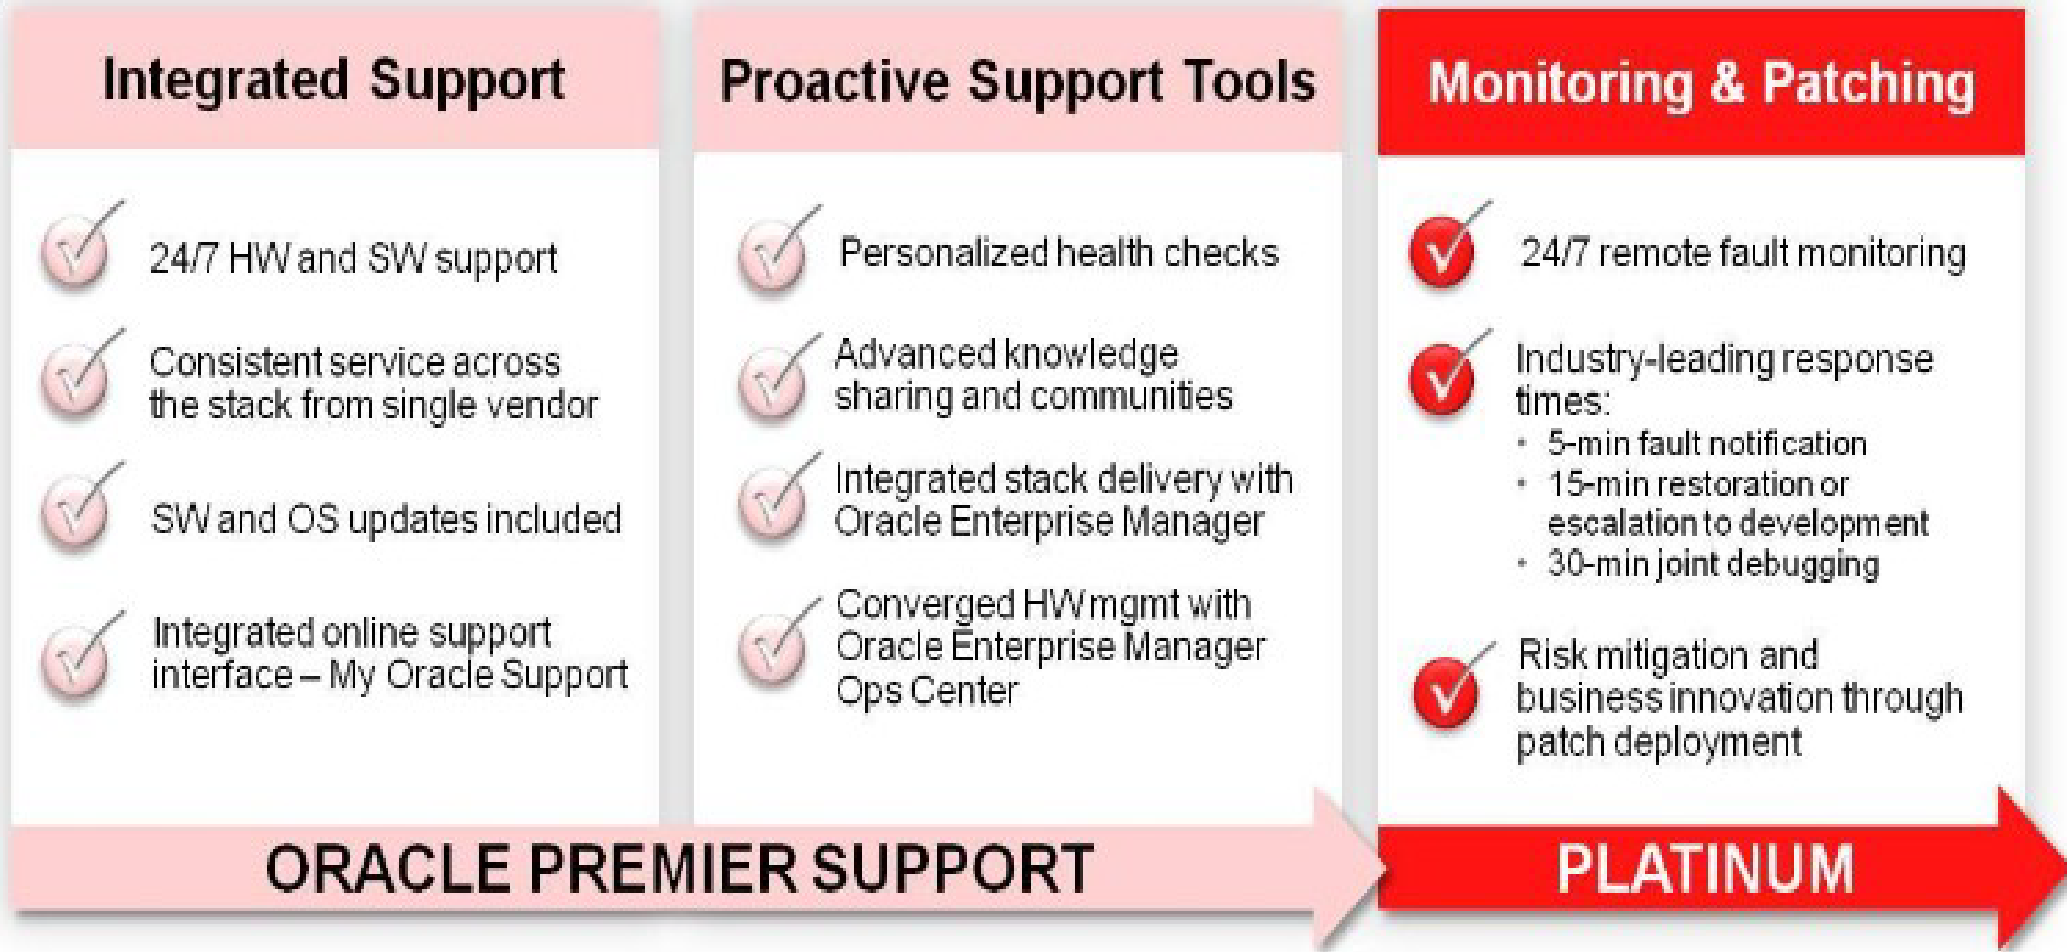 Integrated Support
24/7 HW and SW support
Consistent service across
the stack from single vendor
SW and OS updates included
Integrated online support
interface – My Oracle Support
Proactive Support Tools
Personalized health checks
Advanced knowledge
sharing and communities
Integrated stack delivery with
Oracle Enterprise Manager
Converged HW mgmt with
Oracle Enterprise Manager
Ops Center
Monitoring & Patching
24/7 remote fault monitoring
Industry-leading response
times:
• 5-min fault notification
• 15-min restoration or
escalation to development
• 30-min joint debugging
Risk mitigation and
business innovation through
patch deployment
ORACLE PREMIER SUPPORT
PLATINUM